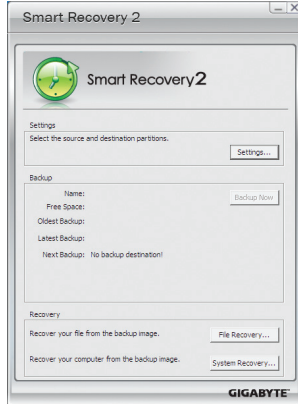 Smart Recovery 2
Smart Recovery2
Settings
Select the source and destination partitions.
Settings...
Backup
Name:
Backup Now
Free Space:
Oldest Backup:
Latest Backup:
Next Backup: No backup destination!
Recovery
Recover your file from the backup image.
File Recovery...
Recover your computer from the backup image.
System Recovery...
GIGABYTE